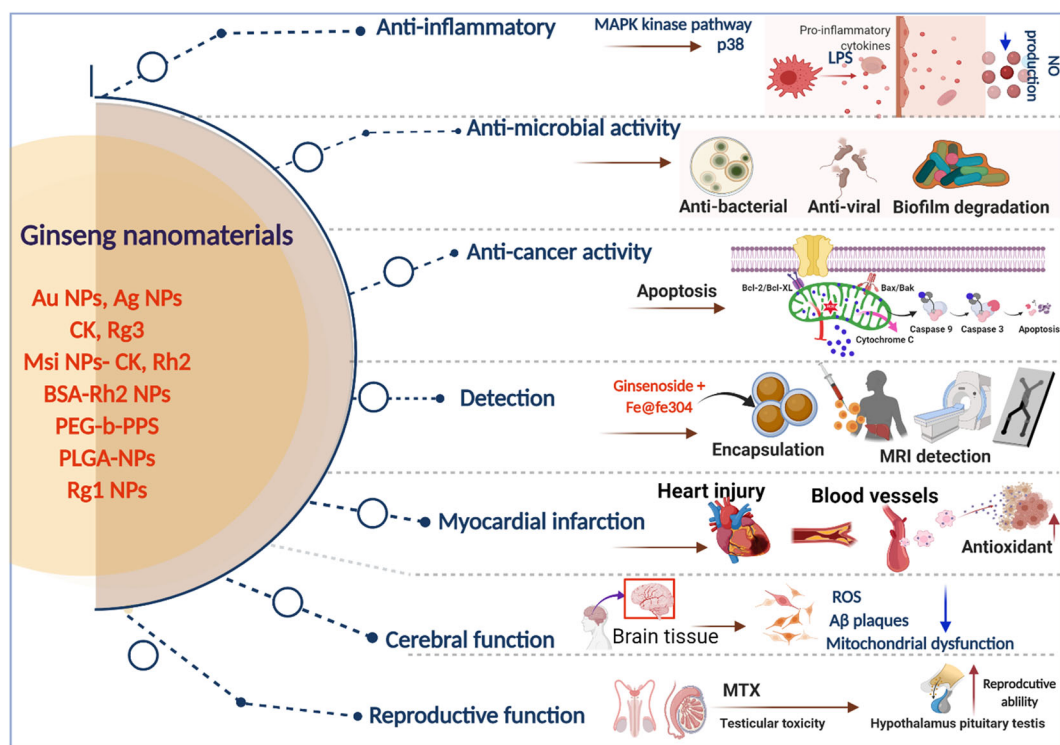 Ginseng nanomaterials
Au NPs, Ag NPs
CK, Rg3
Msi NPs- CK, Rh2
BSA-Rh2 NPs
PEG-b-PPS
PLGA-NPs
Rg1 NPs
Anti-inflammatory
MAPK kinase pathway
p38
Pro-inflammatory
cytokines
LPS
NO
production
Anti-microbial activity
Anti-bacterial
Anti-viral
Biofilm degradation
Anti-cancer activity
Apoptosis
Bcl-2/Bcl-XL
Bax/Bak
Cytochrome C
Caspase 9
Caspase 3
Apoptosis
Detection
Ginsenoside +
Fe@fe304
Encapsulation
MRI detection
Myocardial infarction
Heart injury
Blood vessels
Antioxidant
Cerebral function
Brain tissue
ROS
Aβ plaques
Mitochondrial dysfunction
Reproductive function
MTX
Testicular toxicity
Hypothalamus pituitary testis
Reprodcutive
ablility